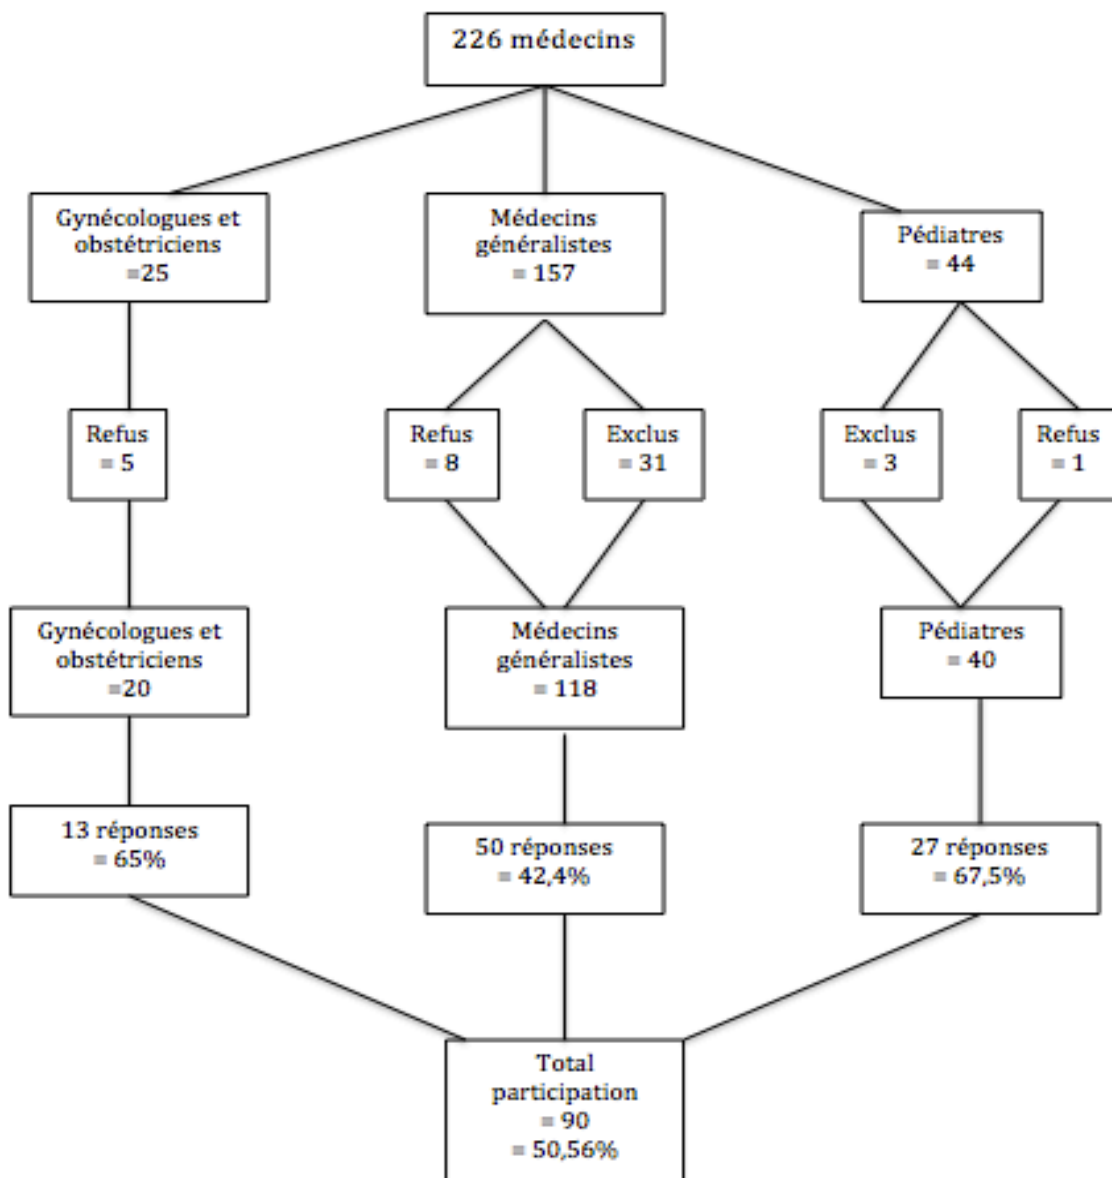 226 médecins
Gynécologues et
obstétriciens
=25
Médecins
généralistes
= 157
Pédiatres
= 44
Refus
= 5
Refus
= 8
Exclus
= 31
Exclus
= 3
Refus
= 1
Gynécologues et
obstétriciens
=20
Médecins
généralistes
= 118
Pédiatres
= 40
13 réponses
= 65%
50 réponses
= 42,4%
27 réponses
= 67,5%
Total
participation
= 90
= 50,56%